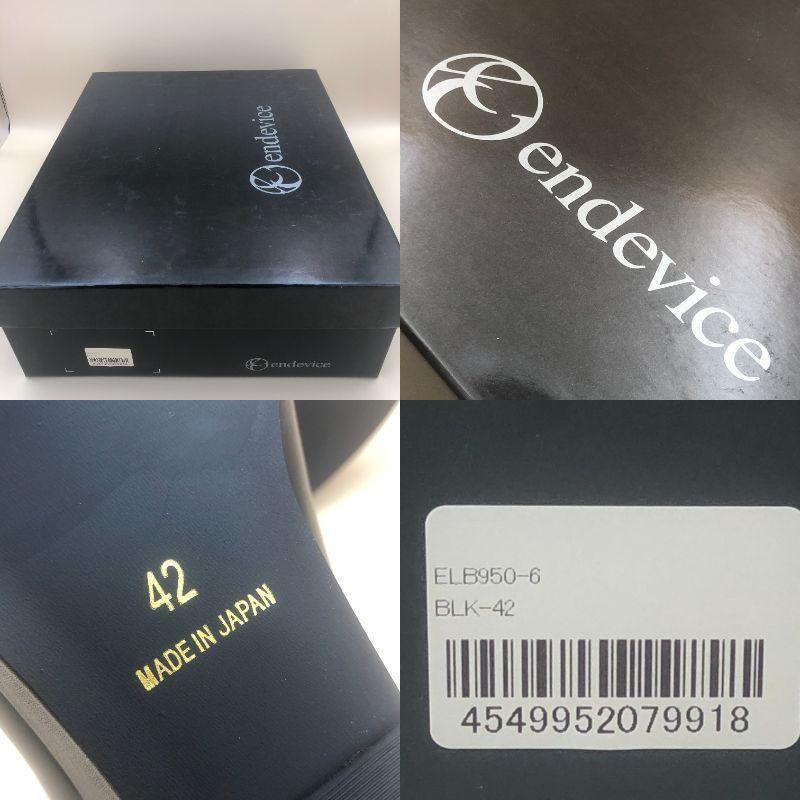 endevice
endevice
endevice
42
MADE IN JAPAN
ELB950-6
BLK-42
4549952079918